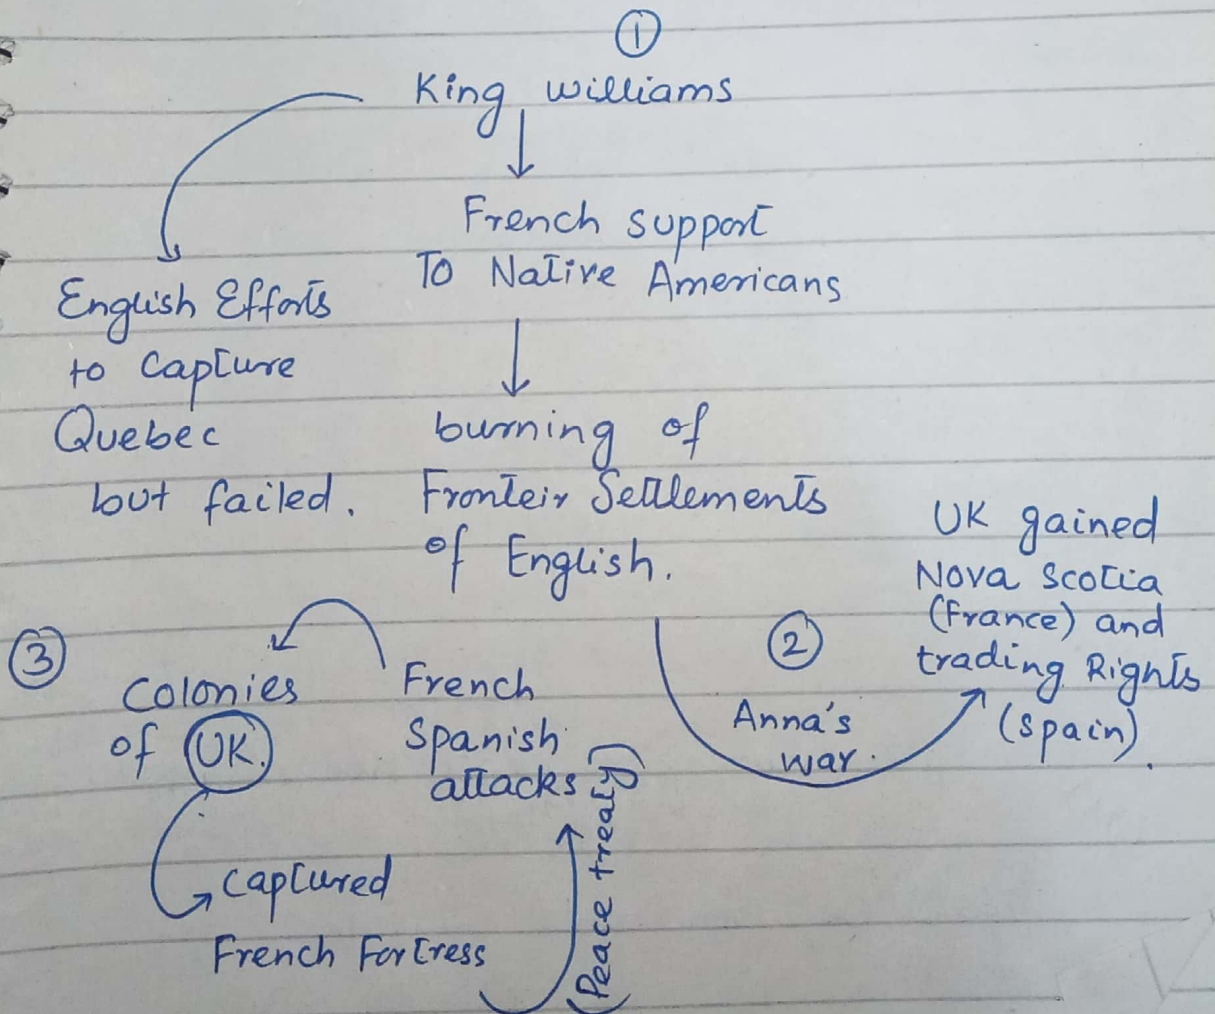 ①
King williams
French support
To Native Americans
English Efforts
to Capture
Quebec
but failed.
burning of
Fronteir Settlements
of English.
②
Anna's
war.
UK gained
Nova Scotia
(France) and
trading Rights
(Spain).
③
Colonies
of UK.
French
Spanish
attacks
Captured
French Fortress
(Peace treaty)